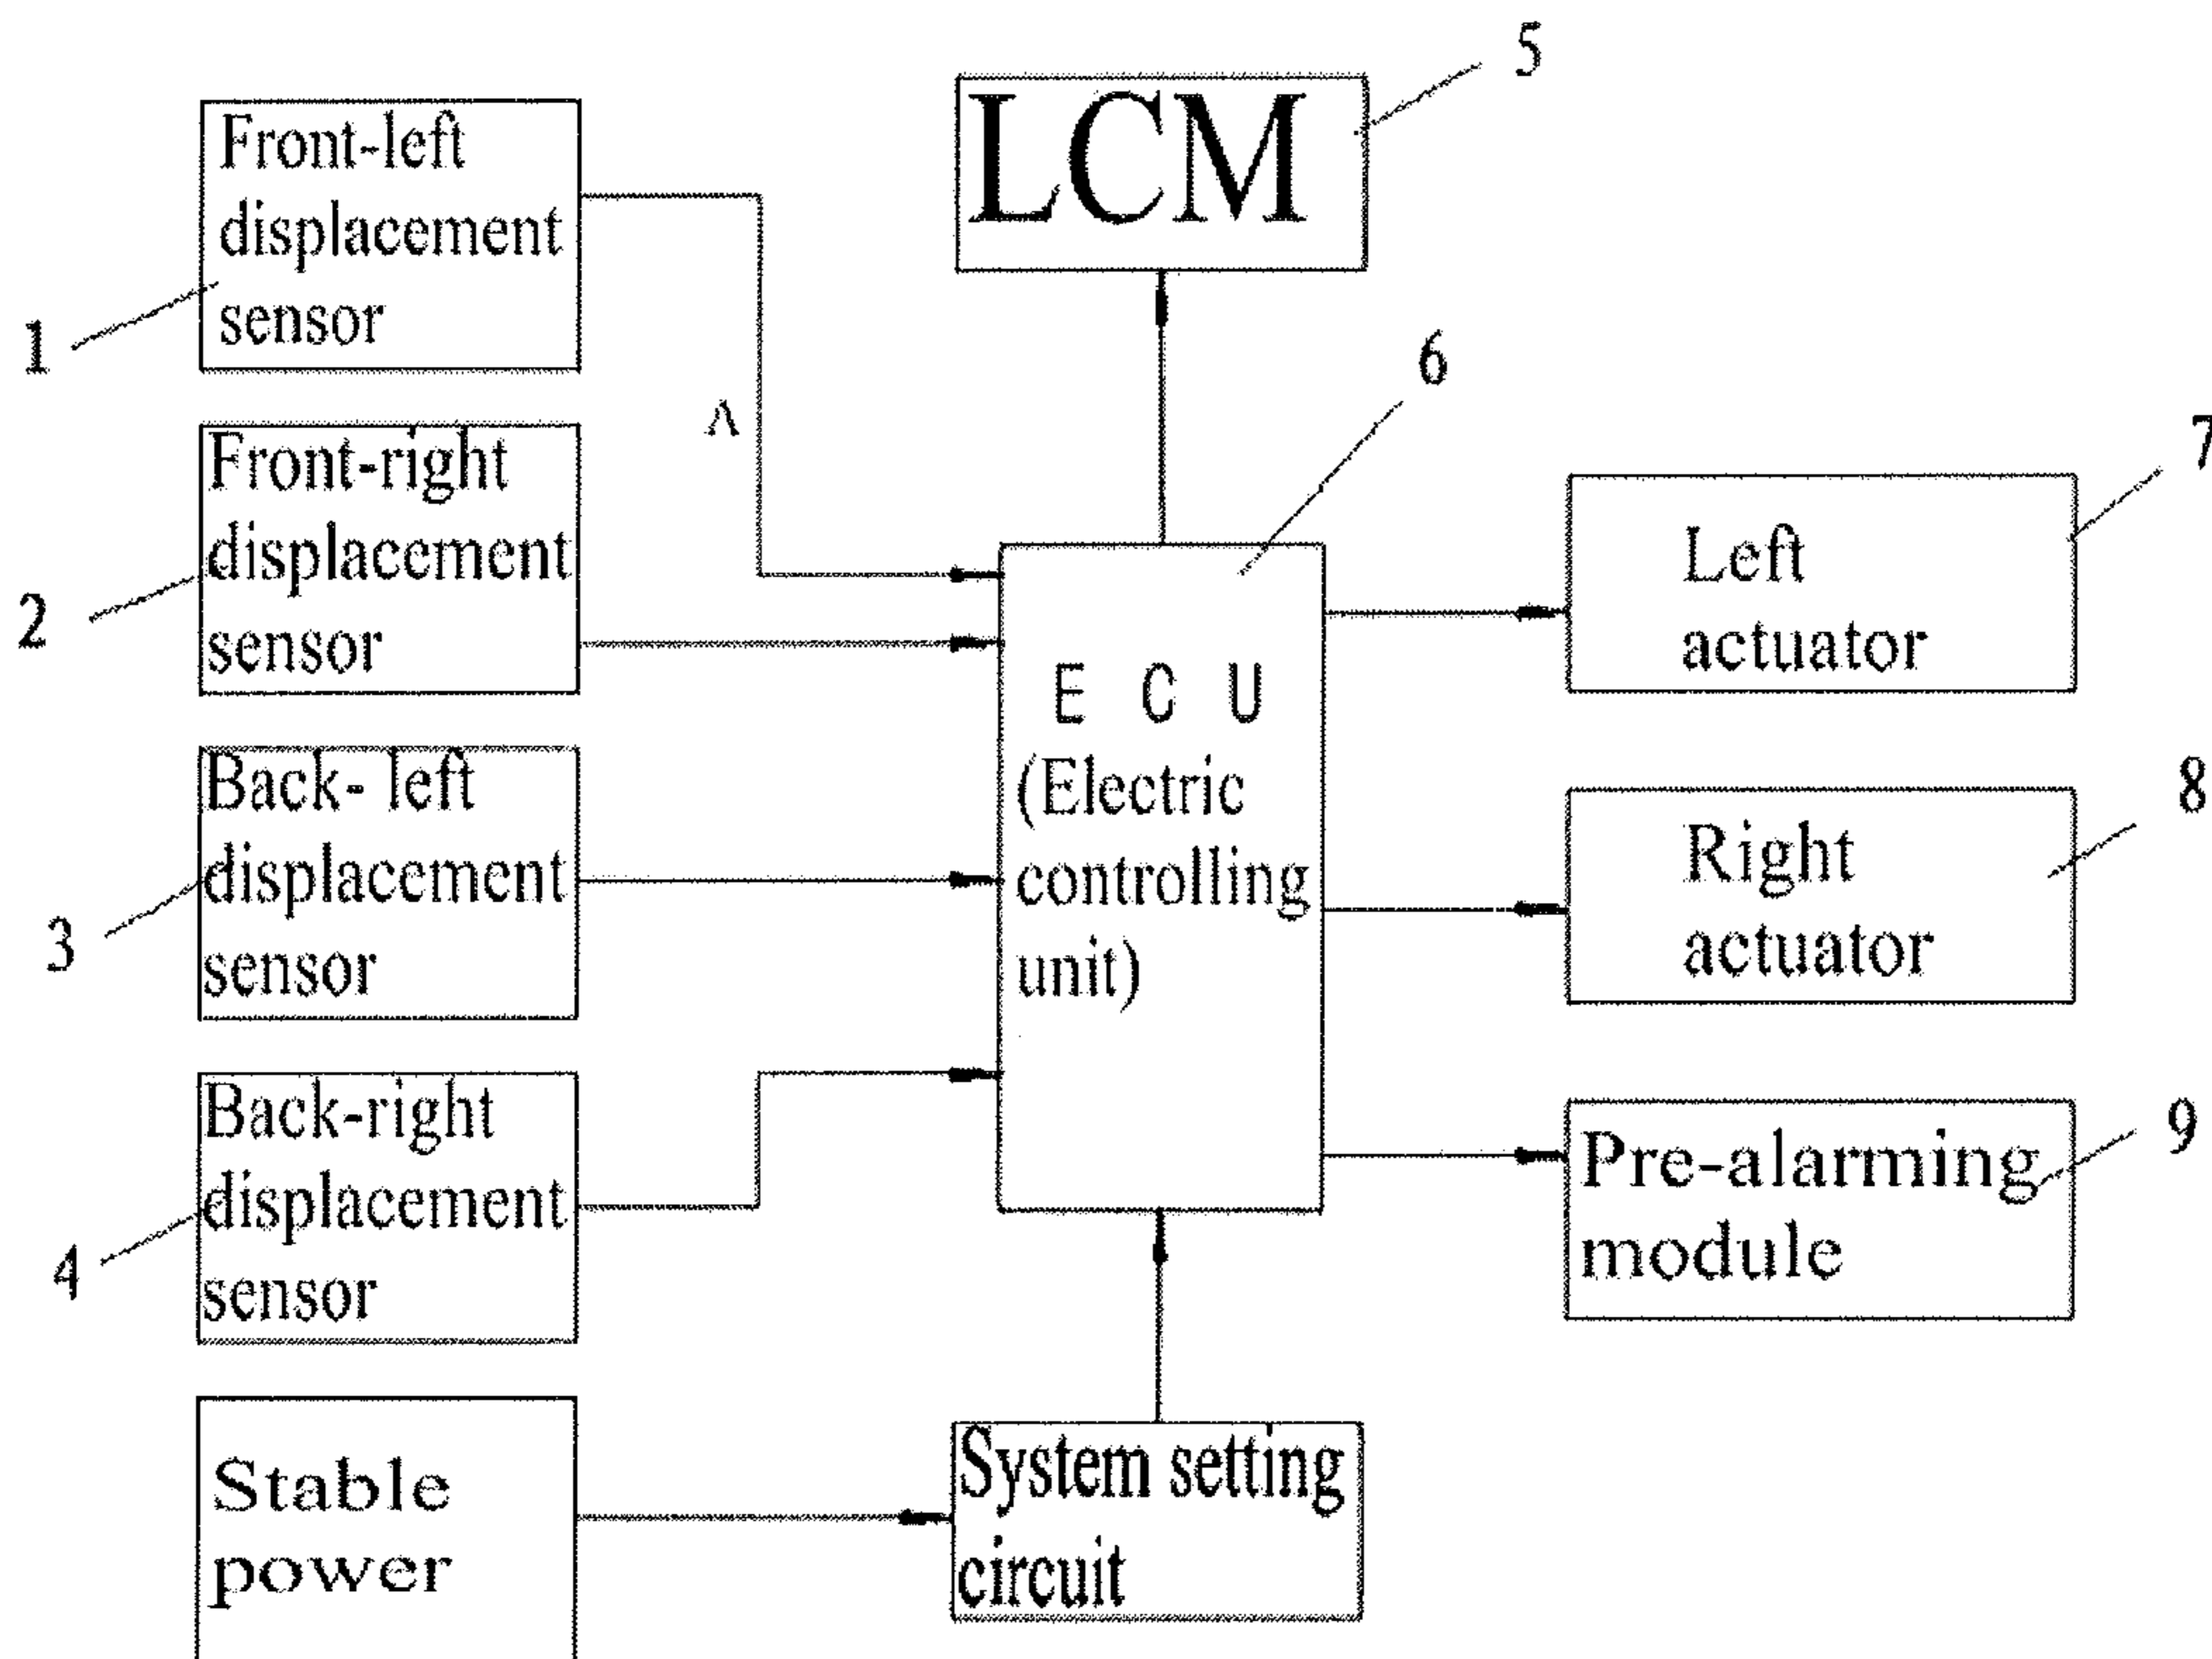 5
LCM
Front-left
displacement
sensor
1
6
Front-right
displacement
sensor
2
7
Left
actuator
E C U
(Electric
controlling
unit)
Back- left
displacement
sensor
3
8
Right
actuator
Back-right
displacement
sensor
4
9
Pre-alarming
module
Stable
power
System setting
circuit